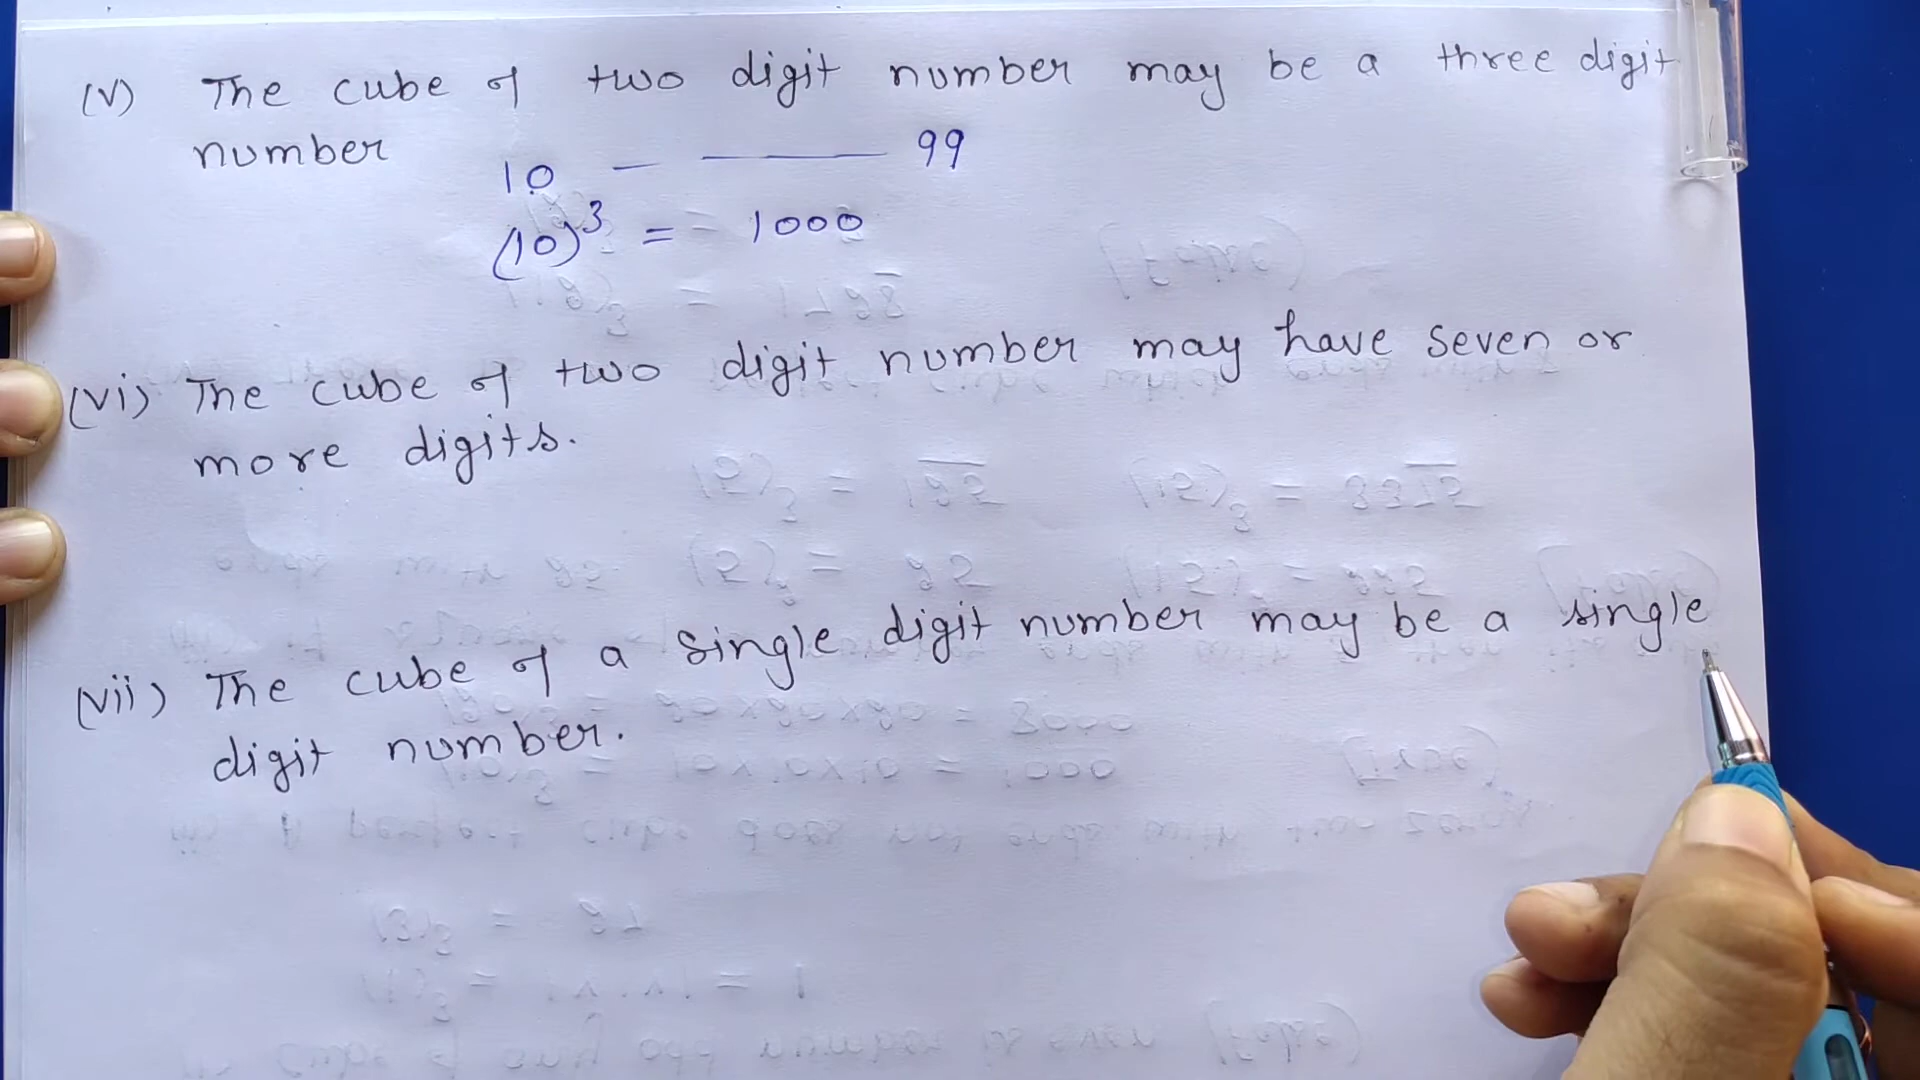 (v) The cube of two digit number may be a three digit
number
10 — —— 99
(10)³ = 1000
(vi) The cube of two digit number may have seven or
more digits.
(vii) The cube of a single digit number may be a single
digit number.